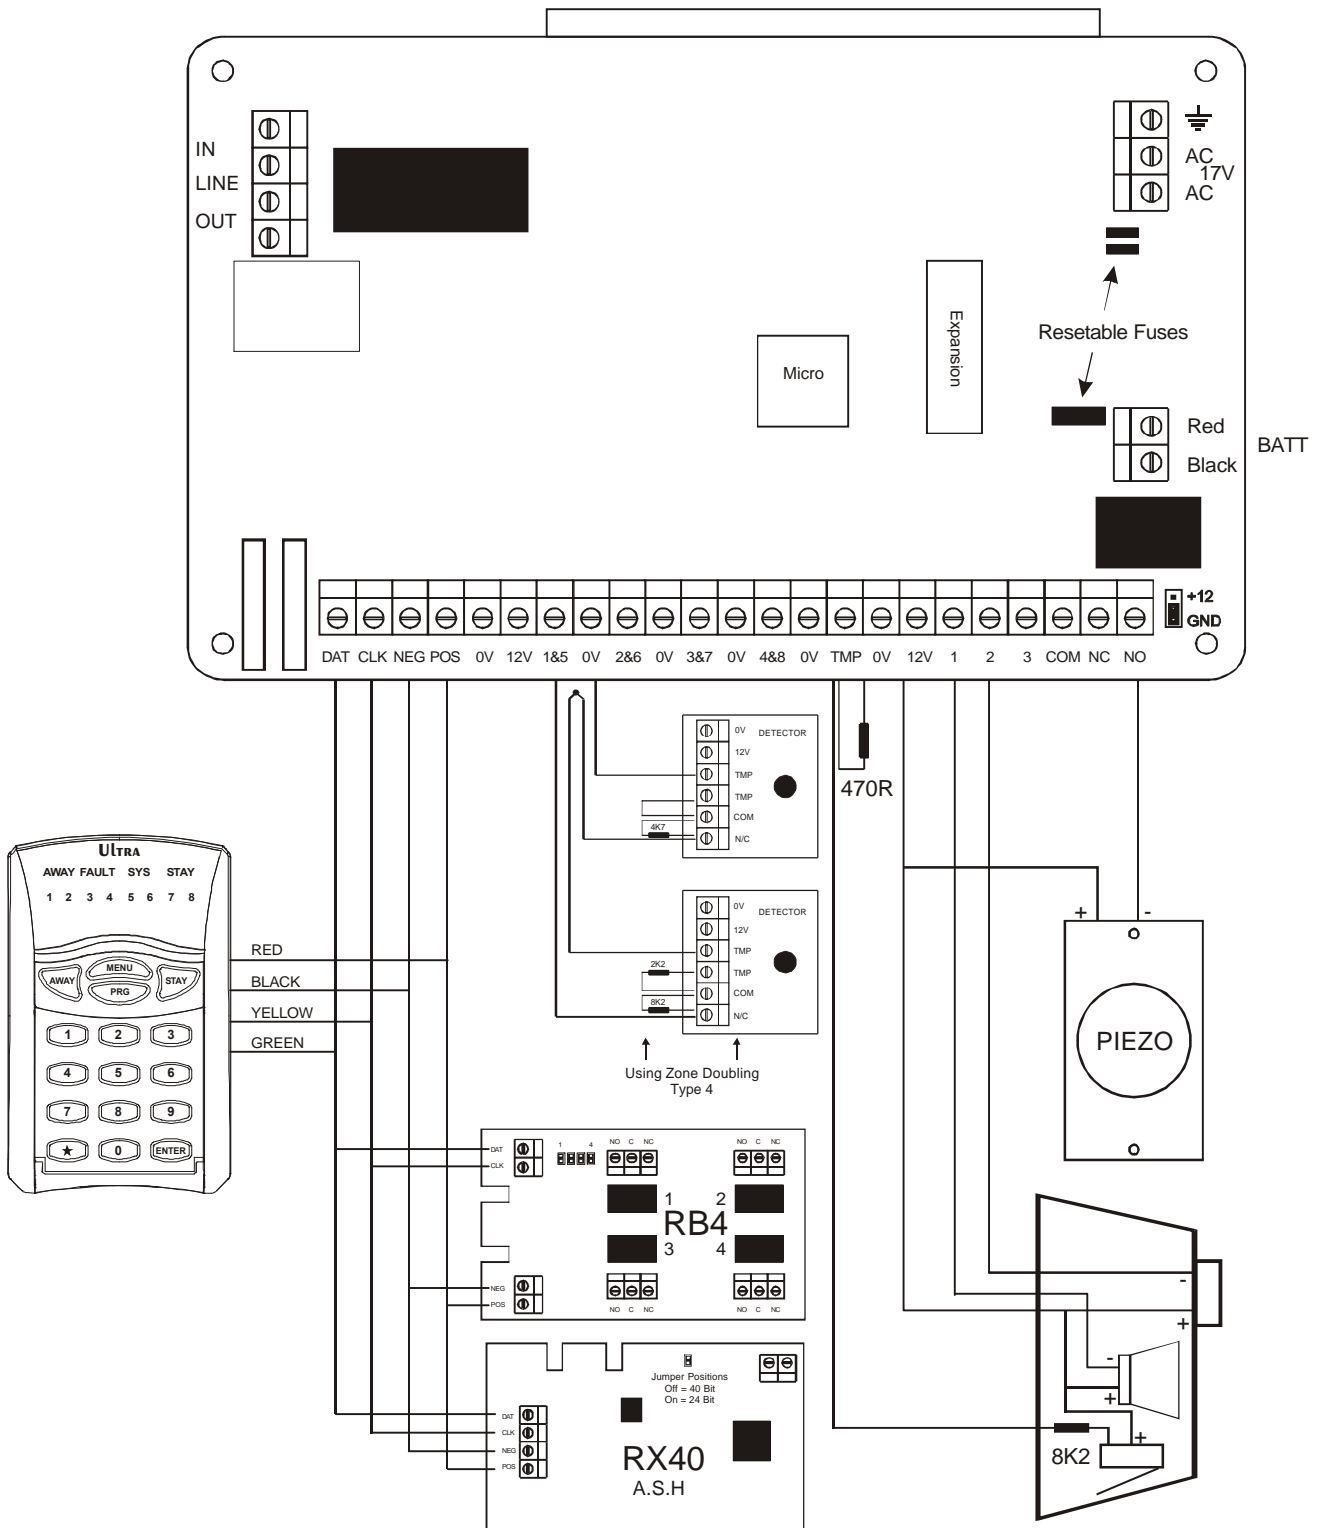 IN
LINE
OUT
AC
17V
AC
Resetable Fuses
Expansion
Micro
Red
Black
BATT
+12
GND
DAT CLK NEG POS 0V 12V 1&5 0V 2&6 0V 3&7 0V 4&8 0V TMP 0V 12V 1 2 3 COM NC NO
0V DETECTOR
12V
TMP
TMP
COM
N/C
4K7
470R
0V DETECTOR
12V
TMP
TMP
COM
N/C
2K2
8K2
Using Zone Doubling
Type 4
ULTRA
AWAY FAULT SYS STAY
1 2 3 4 5 6 7 8
AWAY
MENU
PRG
STAY
1 2 3
4 5 6
7 8 9
★ 0 ENTER
RED
BLACK
YELLOW
GREEN
+ -
PIEZO
DAT
CLK
1 4
NO C NC
NO C NC
1 2
RB4
3 4
NEG
POS
NO C NC
NO C NC
Jumper Positions
Off = 40 Bit
On = 24 Bit
DAT
CLK
NEG
POS
RX40
A.S.H
-
+
-
+
+
8K2